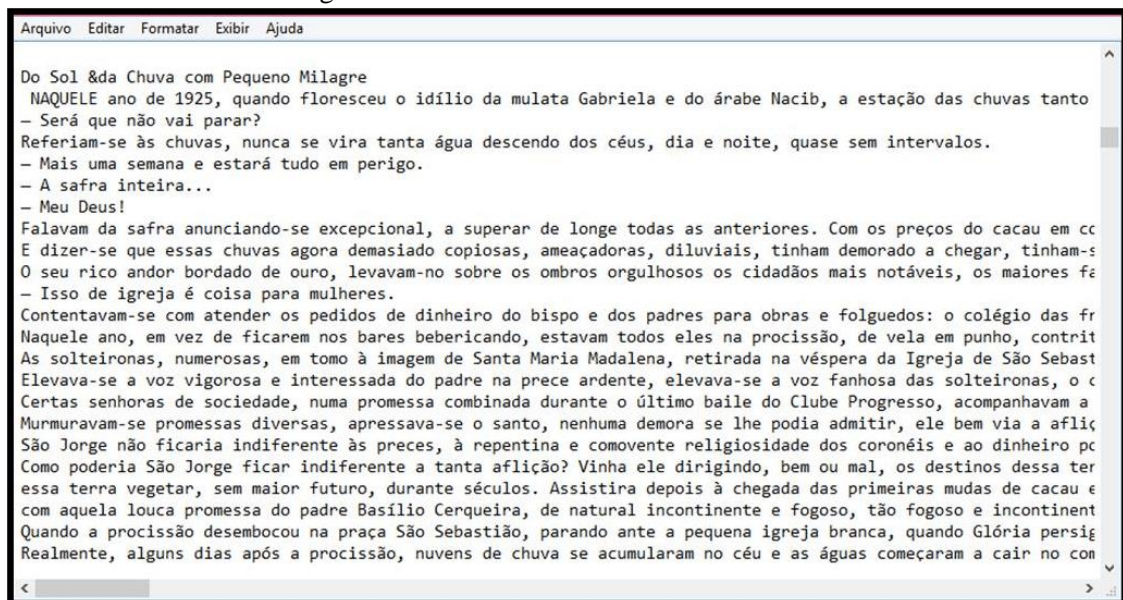 Arquivo Editar Formatar Exibir Ajuda
Do Sol &da Chuva com Pequeno Milagre
NAQUELE ano de 1925, quando floresceu o idílio da mulata Gabriela e do árabe Nacib, a estação das chuvas tanto
— Será que não vai parar?
Referiam-se às chuvas, nunca se vira tanta água descendo dos céus, dia e noite, quase sem intervalos.
— Mais uma semana e estará tudo em perigo.
— A safra inteira...
— Meu Deus!
Falavam da safra anunciando-se excepcional, a superar de longe todas as anteriores. Com os preços do cacau em
E dizer-se que essas chuvas agora demasiado copiosas, ameaçadoras, diluviais, tinham demorado a chegar, tinham-s
O seu rico andor bordado de ouro, levavam-no sobre os ombros orgulhosos os cidadãos mais notáveis, os maiores
— Isso de igreja é coisa para mulheres.
Contentavam-se com atender os pedidos de dinheiro do bispo e dos padres para obras e folguedos: o colégio das fr
Naquele ano, em vez de ficarem nos bares bebericando, estavam todos eles na procissão, de vela em punho, contrit
As solteironas, numerosas, em tomo à imagem de Santa Maria Madalena, retirada na véspera da Igreja de São Sebast
Elevava-se a voz vigorosa e interessada do padre na prece ardente, elevava-se a voz fanhosa das solteironas, o
Certas senhoras de sociedade, numa promessa combinada durante o último baile do Clube Progresso, acompanhavam a
Murmuravam-se promessas diversas, apressava-se o santo, nenhuma demora se lhe podia admitir, ele bem via a afliç
São Jorge não ficaria indiferente às preces, à repentina e comovente religiosidade dos coronéis e ao dinheiro
Como poderia São Jorge ficar indiferente a tanta aflição? Vinha ele dirigindo, bem ou mal, os destinos dessa ter
essa terra vegetar, sem maior futuro, durante séculos. Assistira depois à chegada das primeiras mudas de cacau
com aquela louca promessa do padre Basílio Cerqueira, de natural incontinente e fogoso, tão fogoso e incontinent
Quando a procissão desembocou na praça São Sebastião, parando ante a pequena igreja branca, quando Glória persig
Realmente, alguns dias após a procissão, nuvens de chuva se acumularam no céu e as águas começaram a cair no com